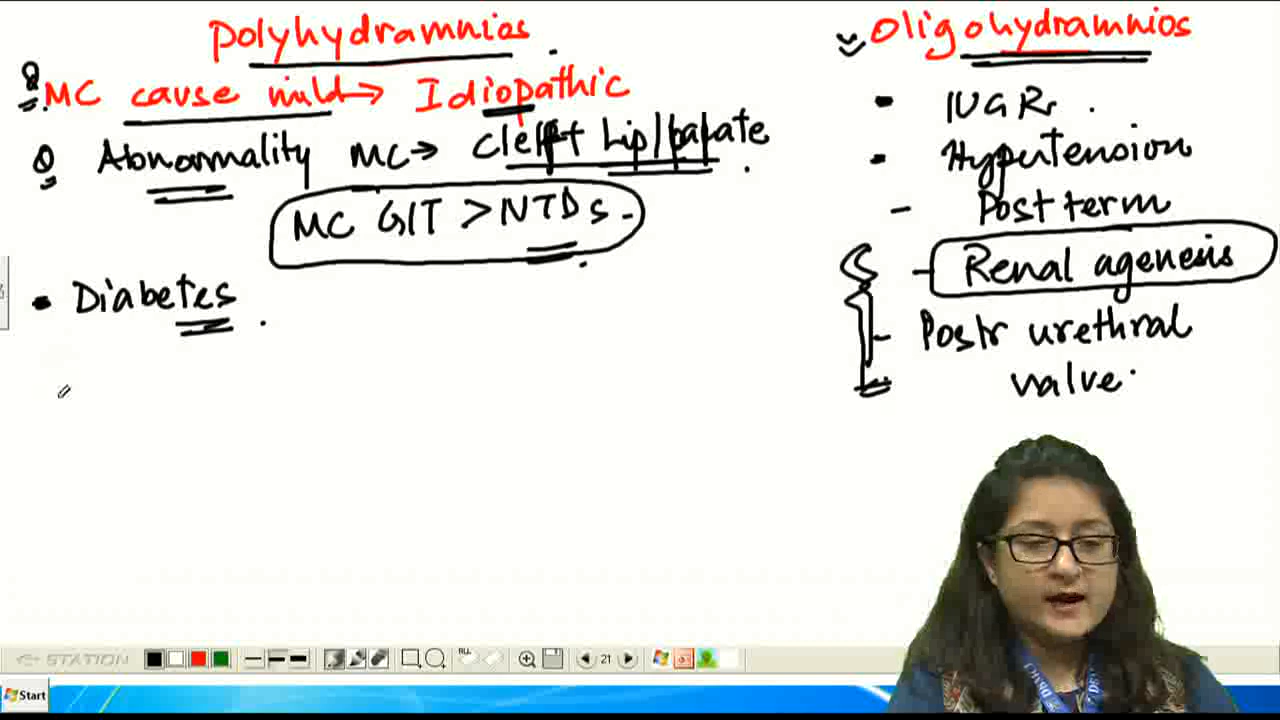 Polyhydramnios
Q MC cause mild → Idiopathic
Q Abnormality MC → Cleft Lip/palate
MC GIT > NTDs
Diabetes
Oligohydramnios
IUGR
Hypertension
Post term
Renal agenesis
Postr urethral
valve
STATION
ALL
21
Start